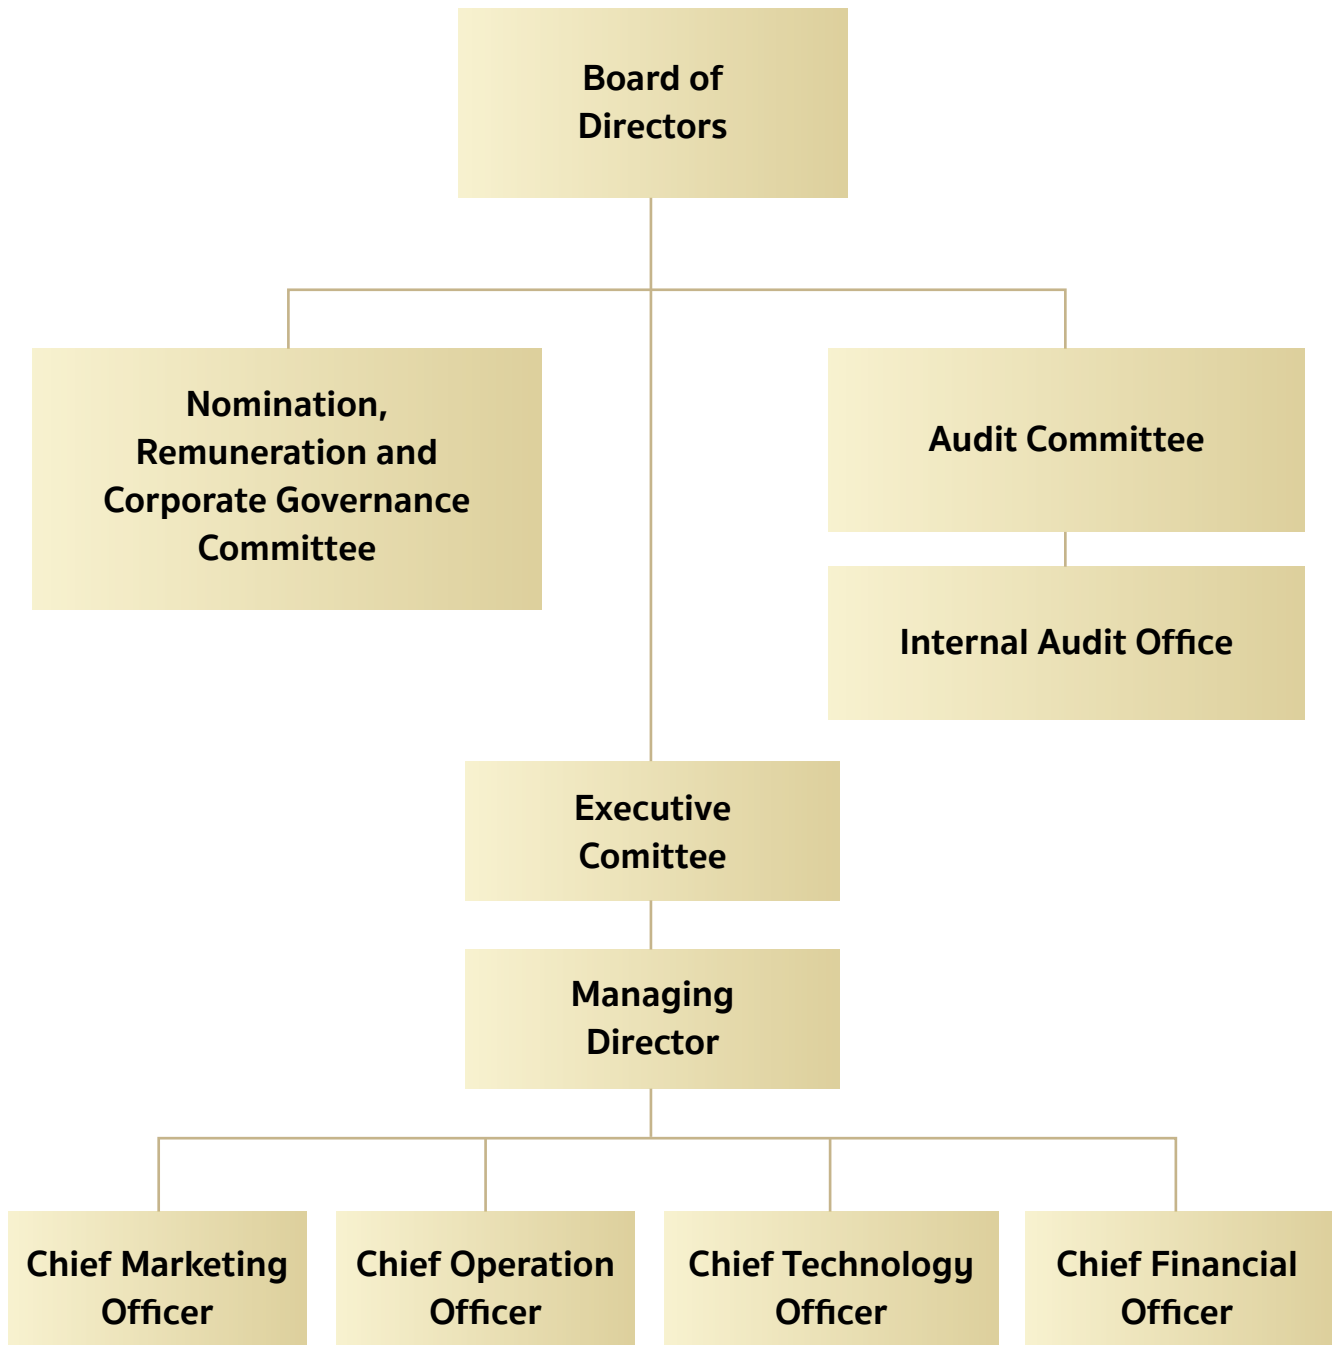 Board of
Directors
Nomination,
Remuneration and
Corporate Governance
Committee
Audit Committee
Internal Audit Office
Executive
Comittee
Managing
Director
Chief Marketing
Officer
Chief Operation
Officer
Chief Technology
Officer
Chief Financial
Officer